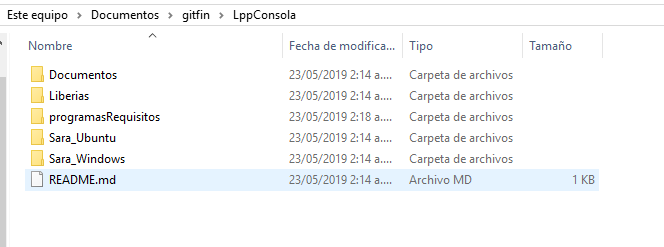 Este equipo > Documentos > gitfin > LppConsola
Nombre Fecha de modifica... Tipo Tamaño
Documentos 23/05/2019 2:14 a.... Carpeta de archivos
Liberias 23/05/2019 2:14 a.... Carpeta de archivos
programasRequisitos 23/05/2019 2:18 a.... Carpeta de archivos
Sara_Ubuntu 23/05/2019 2:14 a.... Carpeta de archivos
Sara_Windows 23/05/2019 2:14 a.... Carpeta de archivos
README.md 23/05/2019 2:14 a.... Archivo MD 1 KB